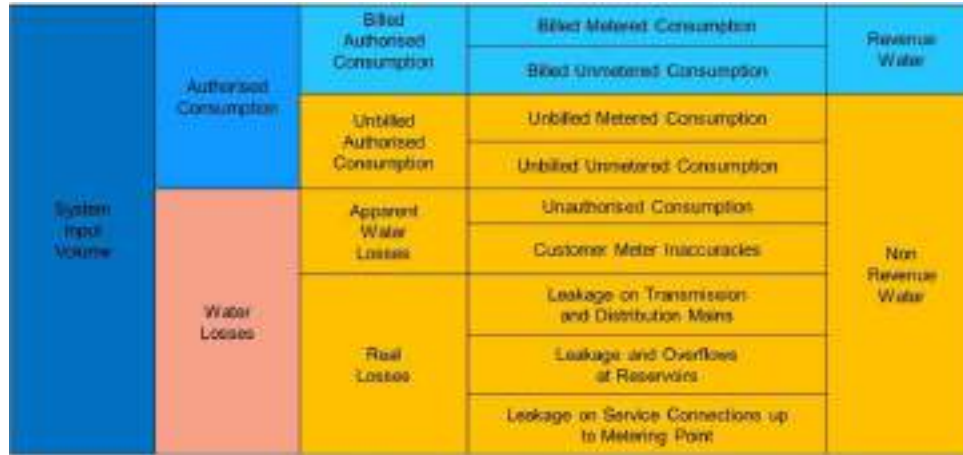 System
Input
Volume
Authorised
Consumption
Water
Losses
Billed
Authorised
Consumption
Unbilled
Authorised
Consumption
Apparent
Water
Losses
Real
Losses
Billed Metered Consumption
Billed Unmetered Consumption
Unbilled Metered Consumption
Unbilled Unmetered Consumption
Unauthorised Consumption
Customer Meter Inaccuracies
Leakage on Transmission
and Distribution Mains
Leakage and Overflows
at Reservoirs
Leakage on Service Connections up
to Metering Point
Revenue
Water
Non
Revenue
Water